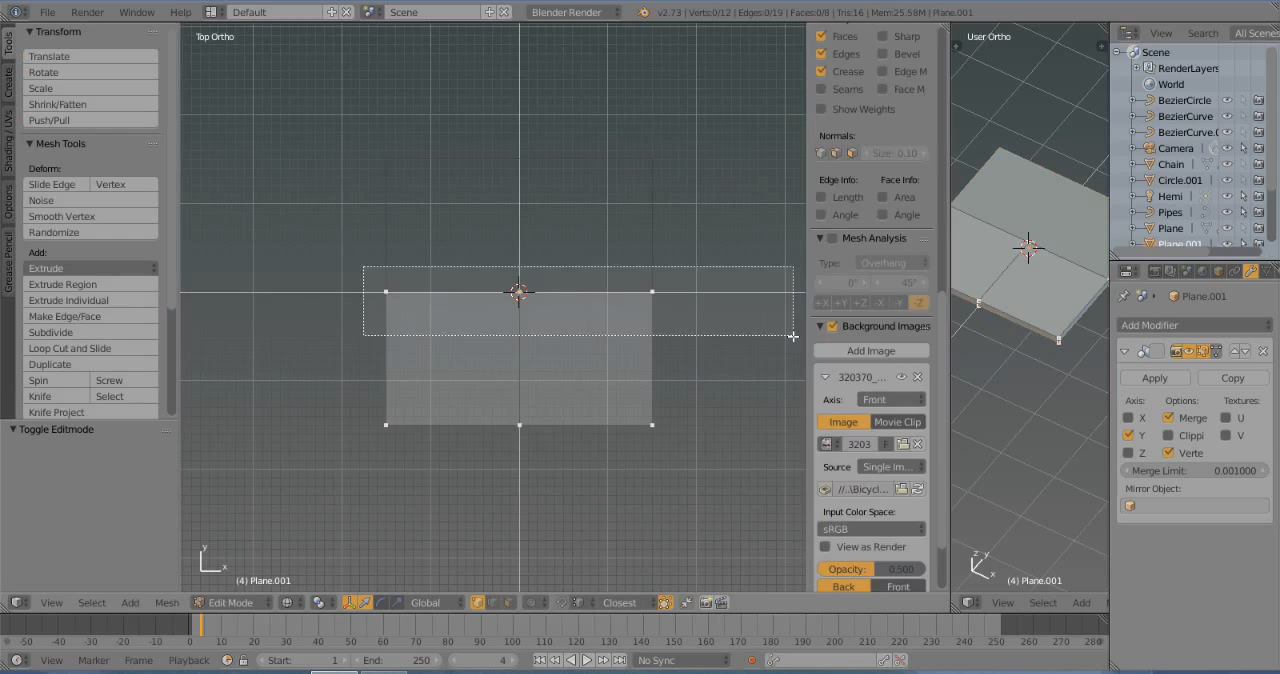 File Render Window Help Default Scene Blender Render v2.73 | Verts:0/12 | Edges:0/19 | Faces:0/8 | Tris:16 | Mem:25.58M | Plane.001
Tools
Create
Shading / UVs
Options
Grease Pencil
Transform
Translate
Rotate
Scale
Shrink/Fatten
Push/Pull
Mesh Tools
Deform:
Slide Edge Vertex
Noise
Smooth Vertex
Randomize
Add:
Extrude
Extrude Region
Extrude Individual
Make Edge/Face
Subdivide
Loop Cut and Slide
Duplicate
Spin Screw
Knife Select
Knife Project
Toggle Editmode
Top Ortho
y
x
(4) Plane.001
Faces Sharp
Edges Bevel
Crease Edge M
Seams Face M
Show Weights
Normals:
Size: 0.10
Edge Info: Face Info:
Length Area
Angle Angle
Mesh Analysis
Type: Overhang
0° 45°
+X +Y +Z -X -Y -Z
Background Images
Add Image
320370_...
Axis: Front
Image Movie Clip
3203 F
Source Single Im...
//..\Bicycl...
Input Color Space:
sRGB
View as Render
Opacity: 0.500
Back Front
User Ortho
z y
x
(4) Plane.001
View Search All Scenes
Scene
RenderLayers
World
BezierCircle
BezierCurve
BezierCurve.0
Camera
Chain
Circle.001
Hemi
Pipes
Plane
Plane.001
Plane.001
Add Modifier
Apply Copy
Axis: Options: Textures:
X Merge U
Y Clippi V
Z Verte
Merge Limit: 0.001000
Mirror Object:
View Select Add Mesh Edit Mode Global Closest
View Select Add
-50 -40 -30 -20 -10 0 10 20 30 40 50 60 70 80 90 100 110 120 130 140 150 160 170 180 190 200 210 220 230 240 250 260 270 280
View Marker Frame Playback Start: 1 End: 250 4 No Sync